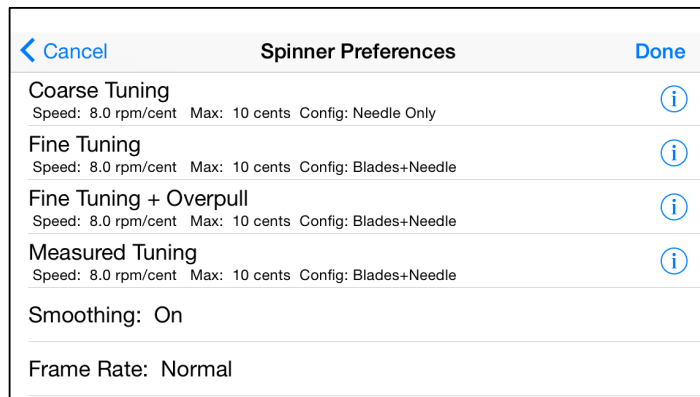 Cancel Spinner Preferences Done
Coarse Tuning
Speed: 8.0 rpm/cent Max: 10 cents Config: Needle Only
Fine Tuning
Speed: 8.0 rpm/cent Max: 10 cents Config: Blades+Needle
Fine Tuning + Overpull
Speed: 8.0 rpm/cent Max: 10 cents Config: Blades+Needle
Measured Tuning
Speed: 8.0 rpm/cent Max: 10 cents Config: Blades+Needle
Smoothing: On
Frame Rate: Normal